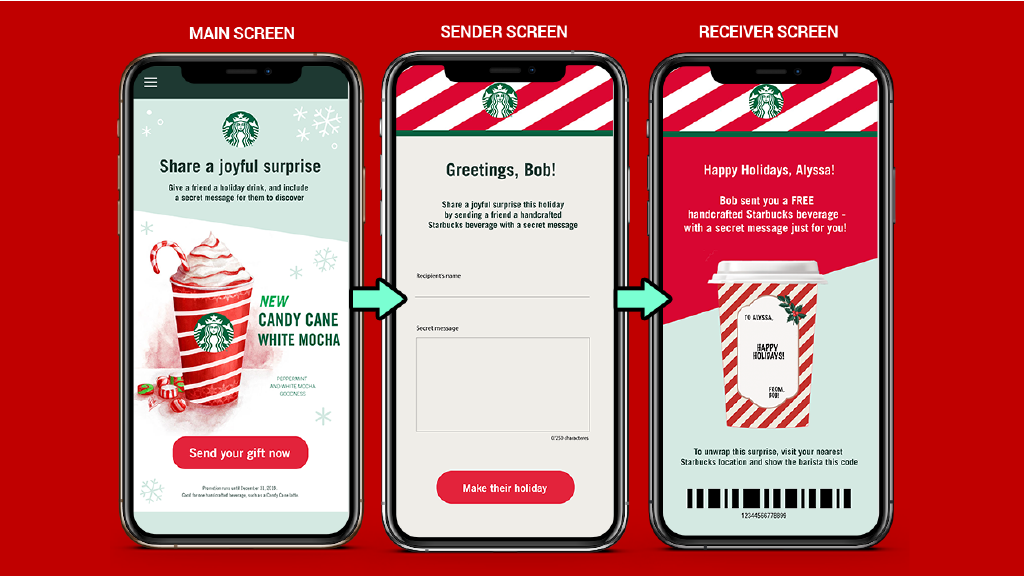 MAIN SCREEN
Share a joyful surprise
Give a friend a holiday drink, and include
a secret message for them to discover
NEW
CANDY CANE
WHITE MOCHA
PEPPERMINT
AND WHITE MOCHA
GOODNESS
Send your gift now
Promotion runs until December 31, 2019.
Good for one handcrafted beverage, such as a Candy Cane latte
SENDER SCREEN
Greetings, Bob!
Share a joyful surprise this holiday
by sending a friend a handcrafted
Starbucks beverage with a secret message
Recipient's name
Secret message
0/250 characteres
Make their holiday
RECEIVER SCREEN
Happy Holidays, Alyssa!
Bob sent you a FREE
handcrafted Starbucks beverage -
with a secret message just for you!
TO ALYSSA,
HAPPY
HOLIDAYS!
FROM,
BOB!
To unwrap this surprise, visit your nearest
Starbucks location and show the barista this code
12344566778899